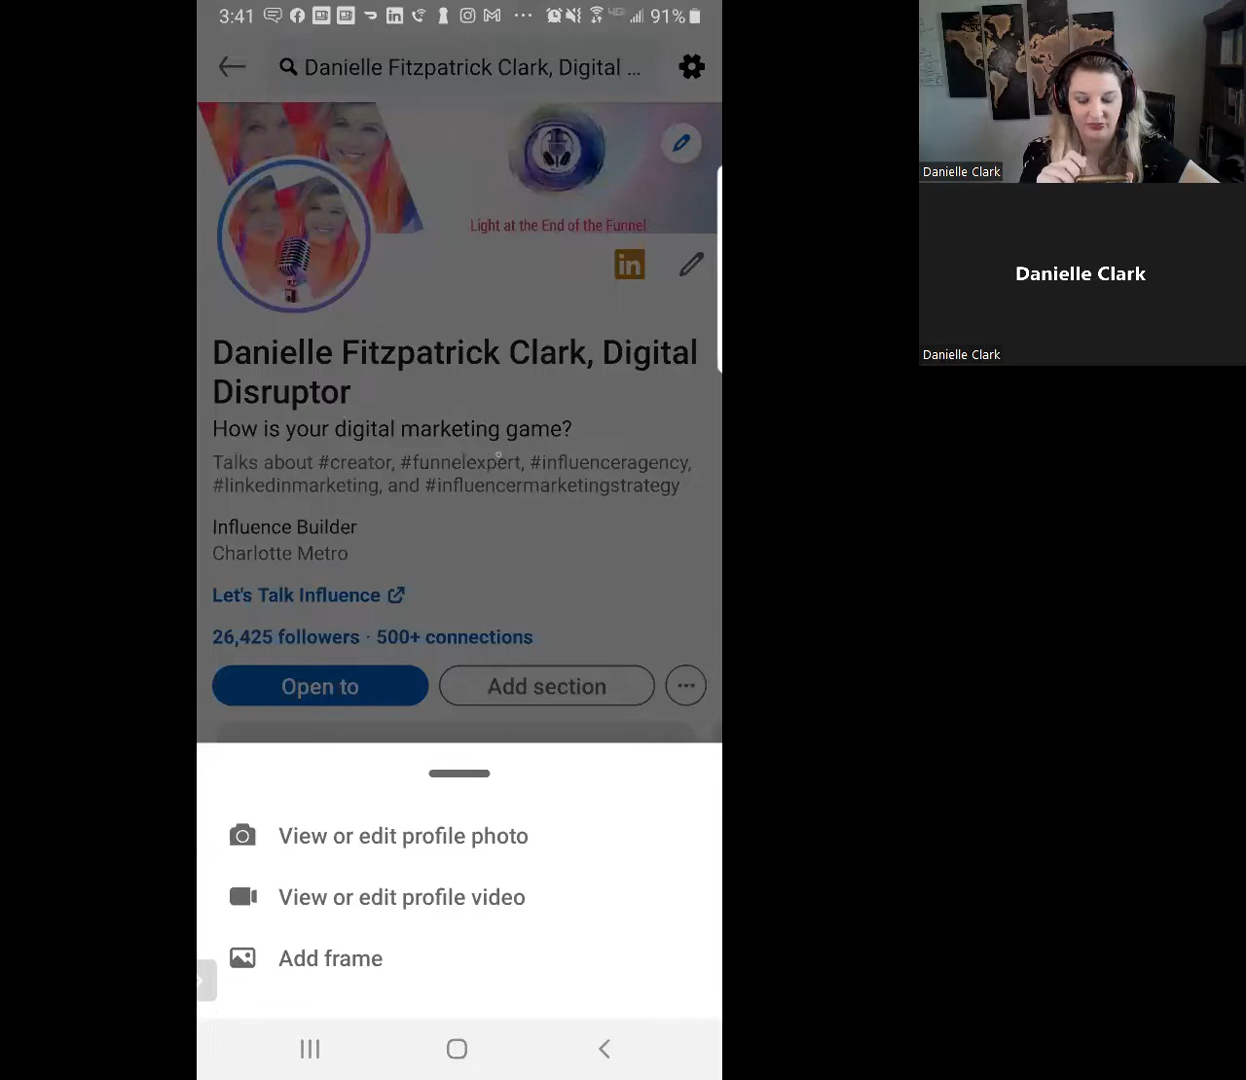 3:41
91%
Danielle Fitzpatrick Clark, Digital ...
Light at the End of the Funnel
in
Danielle Fitzpatrick Clark, Digital
Disruptor
How is your digital marketing game?
Talks about #creator, #funnelexpert, #influenceragency,
#linkedinmarketing, and #influencermarketingstrategy
Influence Builder
Charlotte Metro
Let's Talk Influence
26,425 followers · 500+ connections
Open to
Add section
View or edit profile photo
View or edit profile video
Add frame
Danielle Clark
Danielle Clark
Danielle Clark